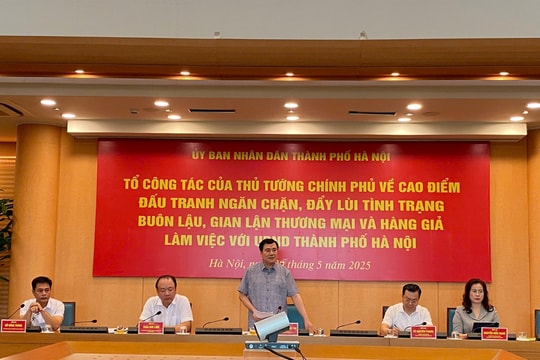 ỦY BAN NHÂN DÂN THÀNH PHỐ HÀ NỘI
TỔ CÔNG TÁC CỦA THỦ TƯỚNG CHÍNH PHỦ VỀ CAO ĐIỂM
ĐẤU TRANH NGĂN CHẶN, ĐẨY LÙI TÌNH TRẠNG
BUÔN LẬU, GIAN LẬN THƯƠNG MẠI VÀ HÀNG GIẢ
LÀM VIỆC VỚI UBND THÀNH PHỐ HÀ NỘI
Hà Nội, tháng 5 năm 2025